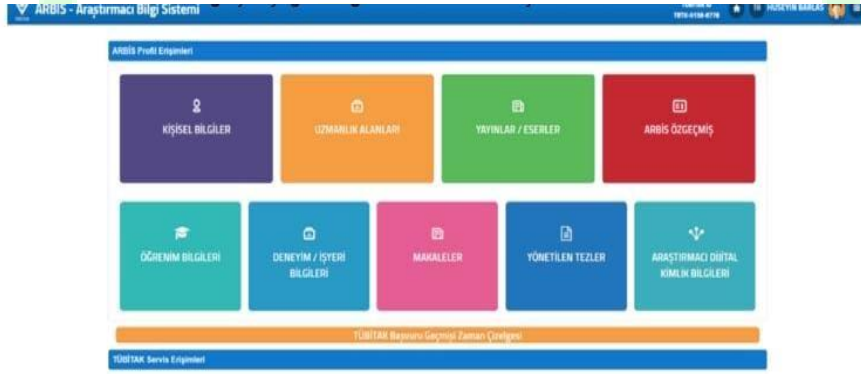 ARBİS - Araştırmacı Bilgi Sistemi
HÜSEYİN BARLAS
ARBİS Profil Erişimleri
KİŞİSEL BİLGİLER
UZMANLIK ALANLARI
YAYINLAR / ESERLER
ARBİS ÖZGEÇMİŞ
ÖĞRENİM BİLGİLERİ
DENEYİM / İŞYERİ
BİLGİLERİ
MAKALELER
YÖNETİLEN TEZLER
ARAŞTIRMACI DİJİTAL
KİMLİK BİLGİLERİ
TÜBİTAK Başvuru Geçmişi Zaman Çizelgesi
TÜBİTAK Servis Erişimleri